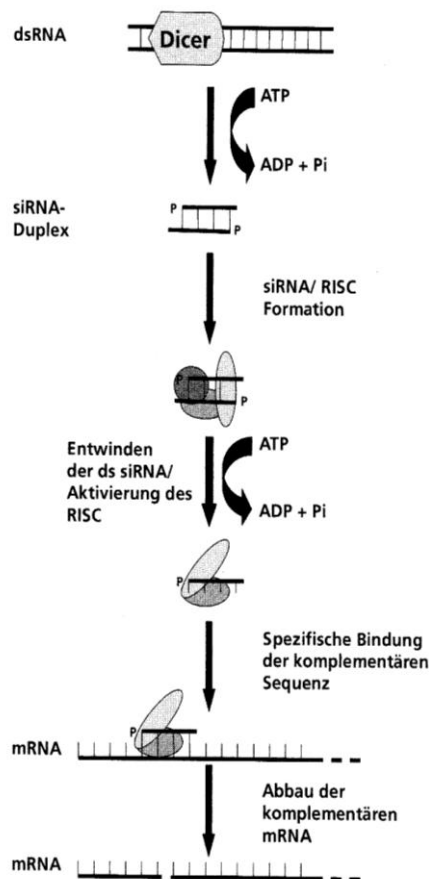 dsRNA
Dicer
ATP
ADP + Pi
siRNA-
Duplex
P
P
siRNA/ RISC
Formation
P
P
Entwinden
der ds siRNA/
Aktivierung des
RISC
ATP
ADP + Pi
P
Spezifische Bindung
der komplementären
Sequenz
P
mRNA
Abbau der
komplementären
mRNA
mRNA